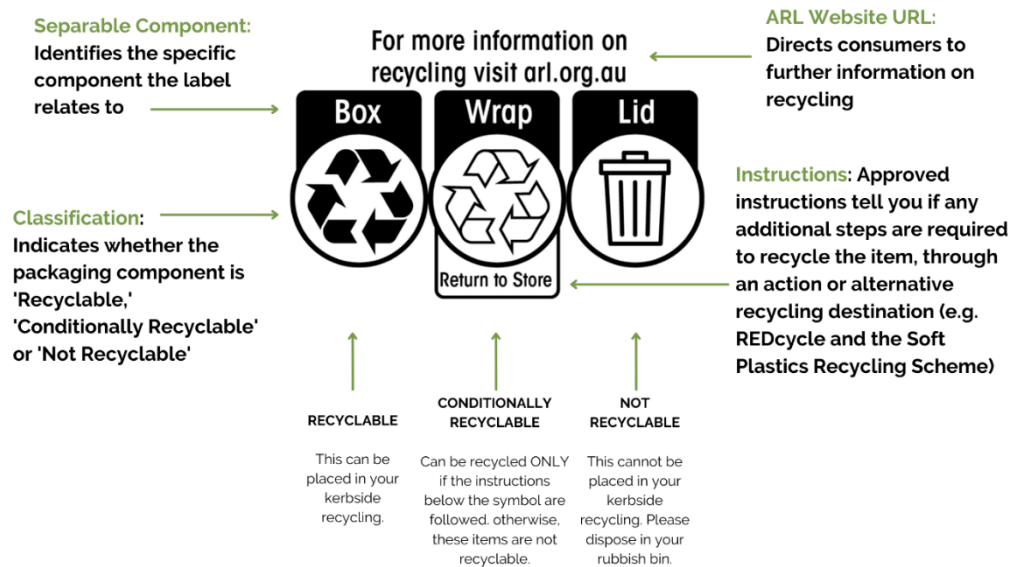 Separable Component:
Identifies the specific
component the label
relates to
For more information on
recycling visit arl.org.au
ARL Website URL:
Directs consumers to
further information on
recycling
Box
Wrap
Lid
Return to Store
Classification:
Indicates whether the
packaging component is
'Recyclable,'
'Conditionally Recyclable'
or 'Not Recyclable'
Instructions: Approved
instructions tell you if any
additional steps are required
to recycle the item, through
an action or alternative
recycling destination (e.g.
REDcycle and the Soft
Plastics Recycling Scheme)
RECYCLABLE
This can be
placed in your
kerbside
recycling.
CONDITIONALLY
RECYCLABLE
Can be recycled ONLY
if the instructions
below the symbol are
followed. otherwise,
these items are not
recyclable.
NOT
RECYCLABLE
This cannot be
placed in your
kerbside
recycling. Please
dispose in your
rubbish bin.